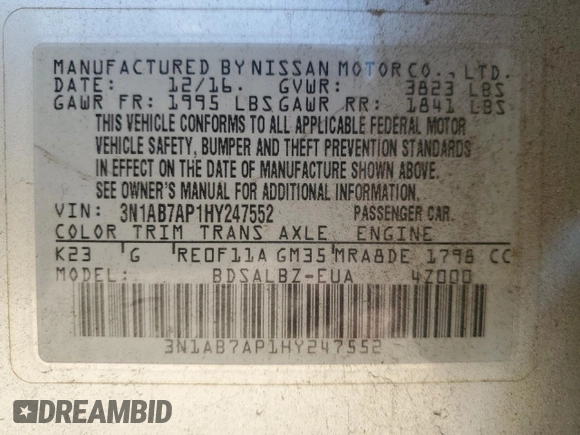 MANUFACTURED BY NISSAN MOTOR CO., LTD.
DATE: 12/16. GVWR: 3823 LBS
GAWR FR: 1995 LBS GAWR RR: 1841 LBS
THIS VEHICLE CONFORMS TO ALL APPLICABLE FEDERAL MOTOR
VEHICLE SAFETY, BUMPER AND THEFT PREVENTION STANDARDS
IN EFFECT ON THE DATE OF MANUFACTURE SHOWN ABOVE.
SEE OWNER'S MANUAL FOR ADDITIONAL INFORMATION.
VIN: 3N1AB7AP1HY247552 PASSENGER CAR.
COLOR TRIM TRANS AXLE ENGINE
K23 G RE0F11A GM35 MRA8DE 1798 CC
MODEL: BDSALBZ-EUA 4Z000
3N1AB7AP1HY247552
DREAMBID